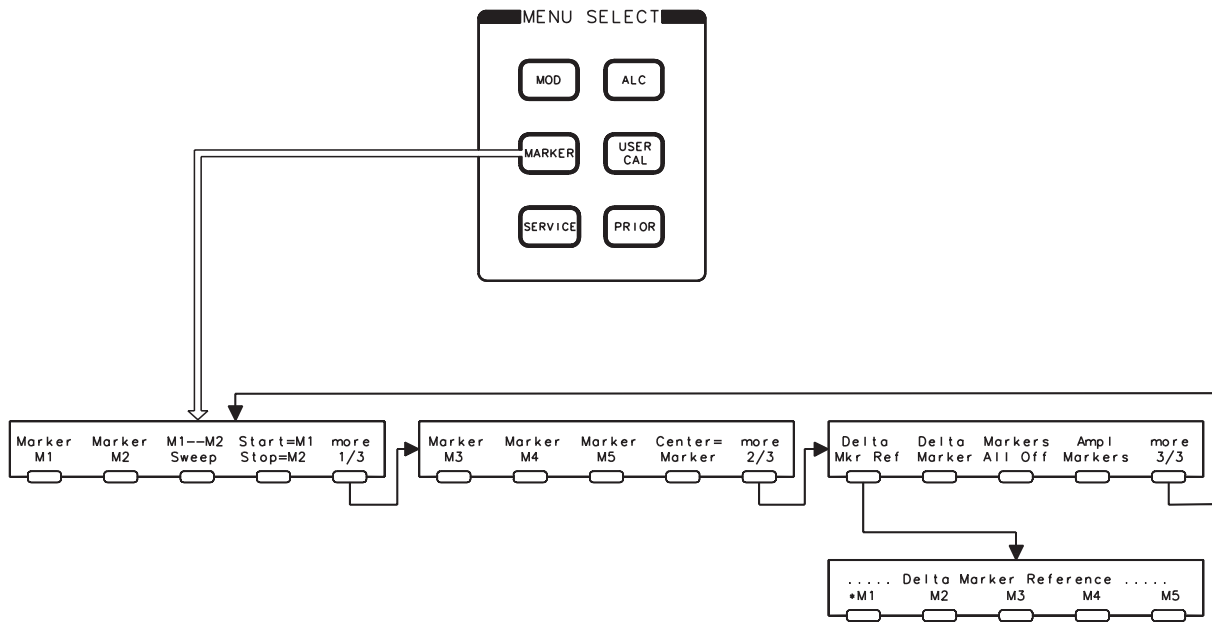 MENU SELECT
MOD ALC
MARKER USER CAL
SERVICE PRIOR
Marker M1 Marker M2 M1--M2 Sweep Start=M1 Stop=M2 more 1/3
Marker M3 Marker M4 Marker M5 Center= Marker more 2/3
Delta Mkr Ref Delta Marker Markers All Off Ampl Markers more 3/3
..... Delta Marker Reference .....
*M1 M2 M3 M4 M5